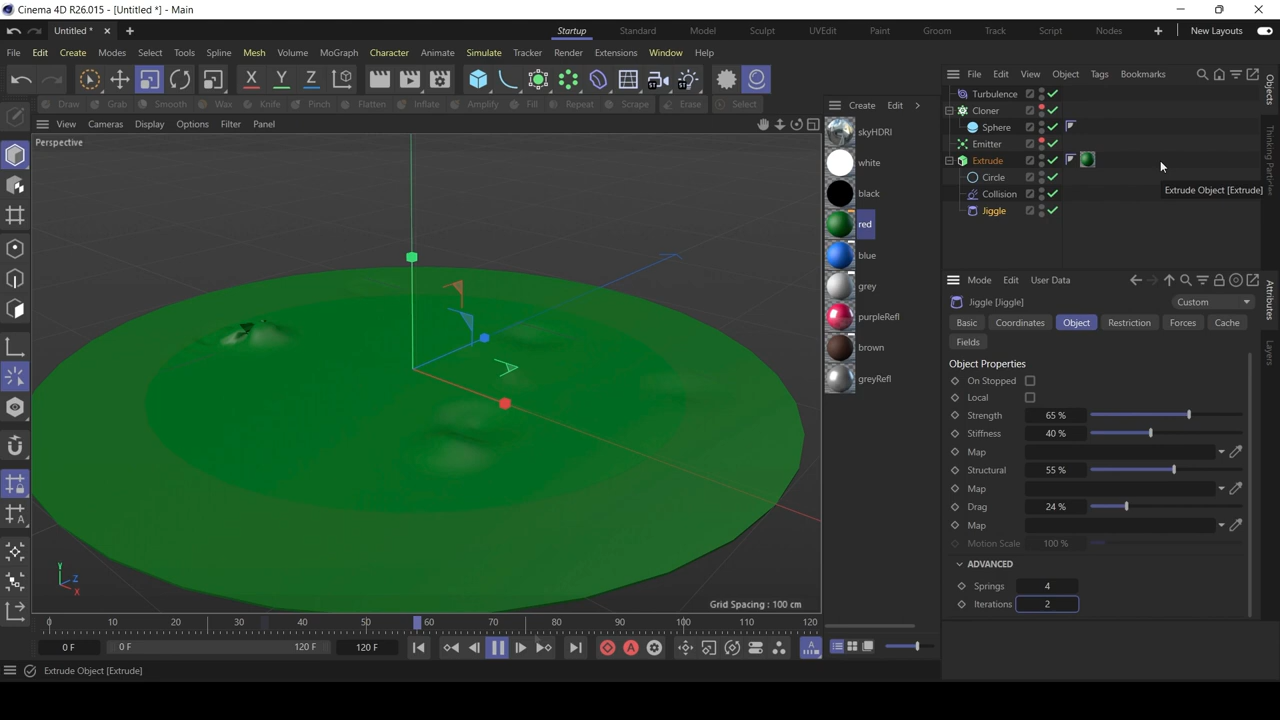 Cinema 4D R26.015 - [Untitled *] - Main
Untitled * Startup Standard Model Sculpt UVEdit Paint Groom Track Script Nodes New Layouts
File Edit Create Modes Select Tools Spline Mesh Volume MoGraph Character Animate Simulate Tracker Render Extensions Window Help
File Edit View Object Tags Bookmarks
Draw Grab Smooth Wax Knife Pinch Flatten Inflate Amplify Fill Repeat Scrape Erase Select
Create Edit
View Cameras Display Options Filter Panel
Perspective
skyHDRI
white
black
red
blue
grey
purpleRefl
brown
greyRefl
Turbulence
Cloner
Sphere
Emitter
Extrude
Circle
Collision
Jiggle
Extrude Object [Extrude]
Objects
Thinking Particles
Attributes
Layers
Mode Edit User Data
Jiggle [Jiggle] Custom
Basic Coordinates Object Restriction Forces Cache
Fields
Object Properties
On Stopped
Local
Strength 65 %
Stiffness 40 %
Map
Structural 55 %
Map
Drag 24 %
Map
Motion Scale 100 %
ADVANCED
Springs 4
Iterations 2
Y
Z
X
Grid Spacing : 100 cm
0 10 20 30 40 50 60 70 80 90 100 110 120
0 F 0 F 120 F 120 F
Extrude Object [Extrude]